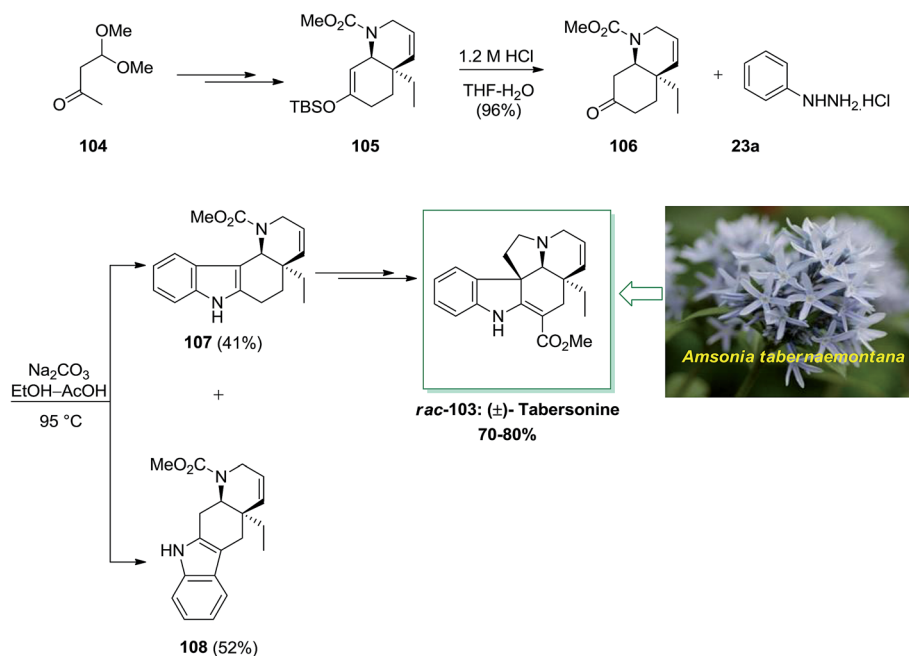 OMe
OMe
O
104
MeO₂C
N
TBSO
105
1.2 M HCl
THF-H₂O
(96%)
MeO₂C
N
O
106
+
NHNH₂.HCl
23a
Na₂CO₃
EtOH–AcOH
95 °C
MeO₂C
N
N
H
107 (41%)
+
MeO₂C
N
HN
108 (52%)
N
N
H
CO₂Me
rac-103: (±)- Tabersonine
70-80%
Amsonia tabernaemontana